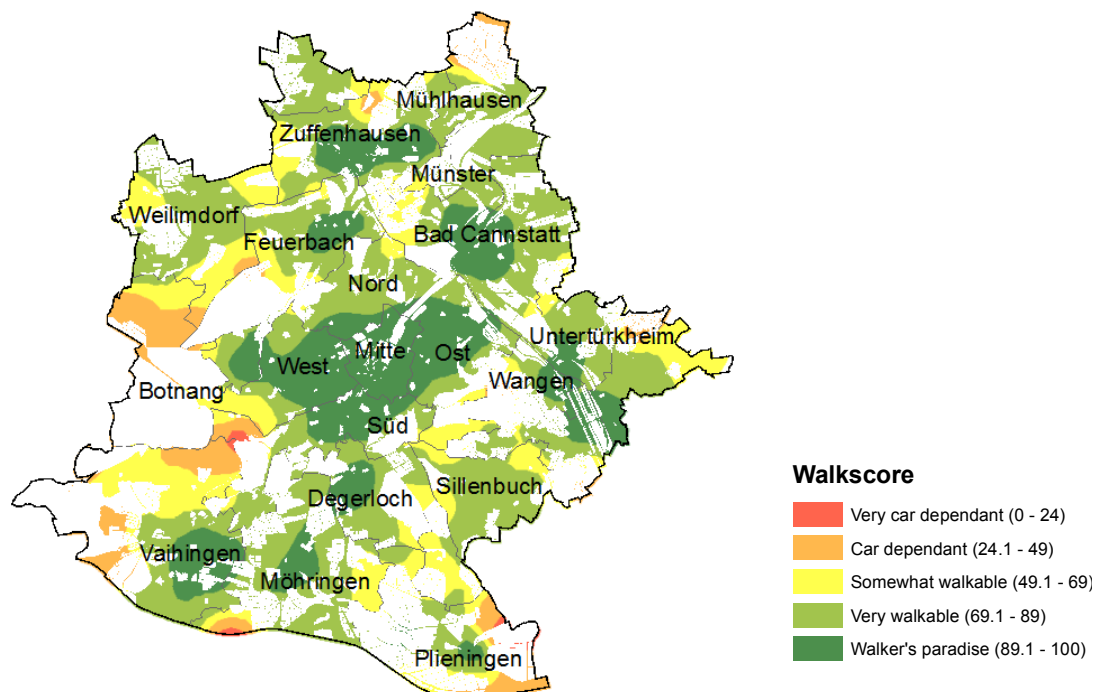 Mühlhausen
Zuffenhausen
Münster
Weilimdorf
Feuerbach
Bad Cannstatt
Nord
Untertürkheim
Mitte
Ost
West
Wangen
Botnang
Süd
Sillenbuch
Degerloch
Vaihingen
Möhringen
Plieningen
Walkscore
Very car dependant (0 - 24)
Car dependant (24.1 - 49)
Somewhat walkable (49.1 - 69)
Very walkable (69.1 - 89)
Walker's paradise (89.1 - 100)